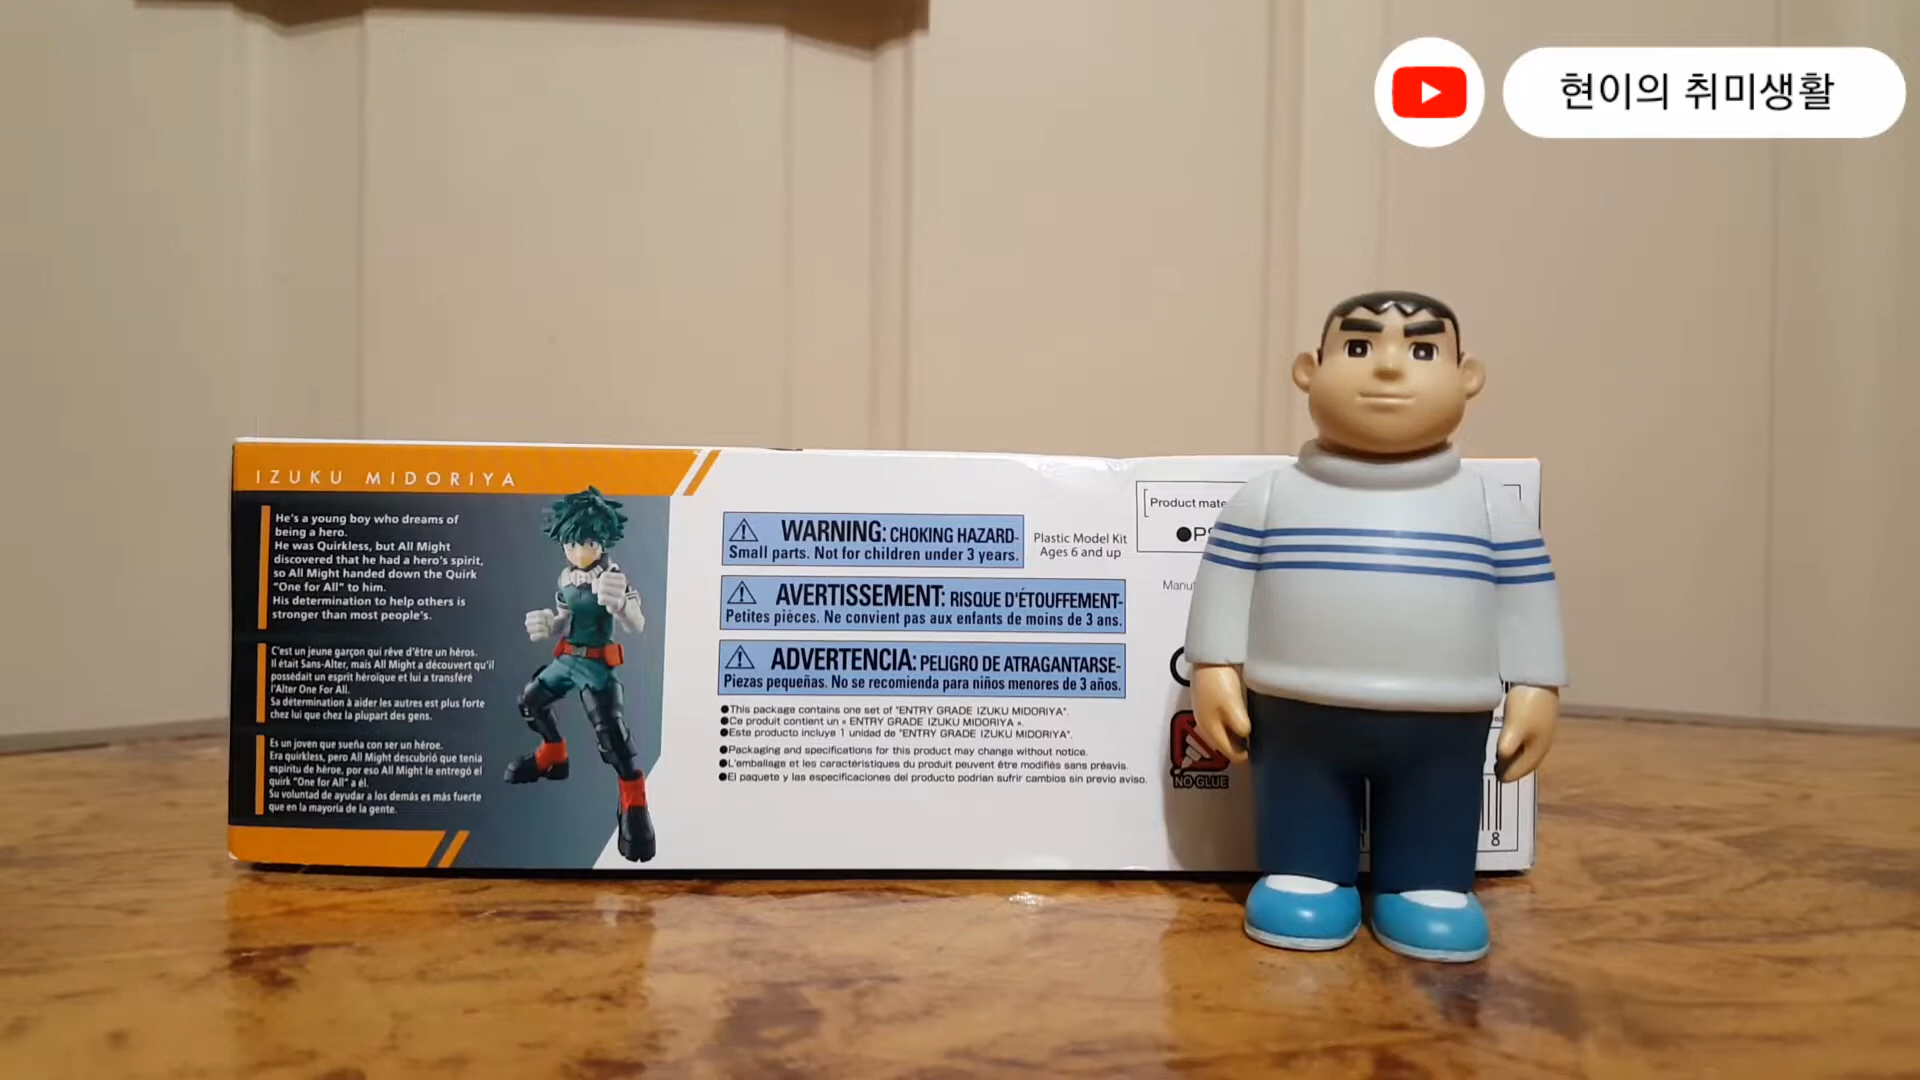 현이의 취미생활
IZUKU MIDORIYA
He's a young boy who dreams of
being a hero.
He was Quirkless, but All Might
discovered that he had a hero's spirit,
so All Might handed down the Quirk
"One for All" to him.
His determination to help others is
stronger than most people's.
C'est un jeune garçon qui rêve d'être un héros.
Il était Sans-Alter, mais All Might a découvert qu'il
possédait un esprit héroïque et lui a transféré
l'Alter One For All.
Sa détermination à aider les autres est plus forte
chez lui que chez la plupart des gens.
Es un joven que sueña con ser un héroe.
Era quirkless, pero All Might descubrió que tenía
espíritu de héroe, por eso All Might le entregó el
quirk "One for All" a él.
Su voluntad de ayudar a los demás es más fuerte
que en la mayoría de la gente.
WARNING: CHOKING HAZARD-
Small parts. Not for children under 3 years.
Plastic Model Kit
Ages 6 and up
AVERTISSEMENT: RISQUE D'ÉTOUFFEMENT-
Petites pièces. Ne convient pas aux enfants de moins de 3 ans.
ADVERTENCIA: PELIGRO DE ATRAGANTARSE-
Piezas pequeñas. No se recomienda para niños menores de 3 años.
●This package contains one set of "ENTRY GRADE IZUKU MIDORIYA".
●Ce produit contient un « ENTRY GRADE IZUKU MIDORIYA ».
●Este producto incluye 1 unidad de "ENTRY GRADE IZUKU MIDORIYA".
●Packaging and specifications for this product may change without notice.
●L'emballage et les caractéristiques du produit peuvent être modifiés sans préavis.
●El paquete y las especificaciones del producto podrían sufrir cambios sin previo aviso.
Product mate
●PS
Manu
NO GLUE
8